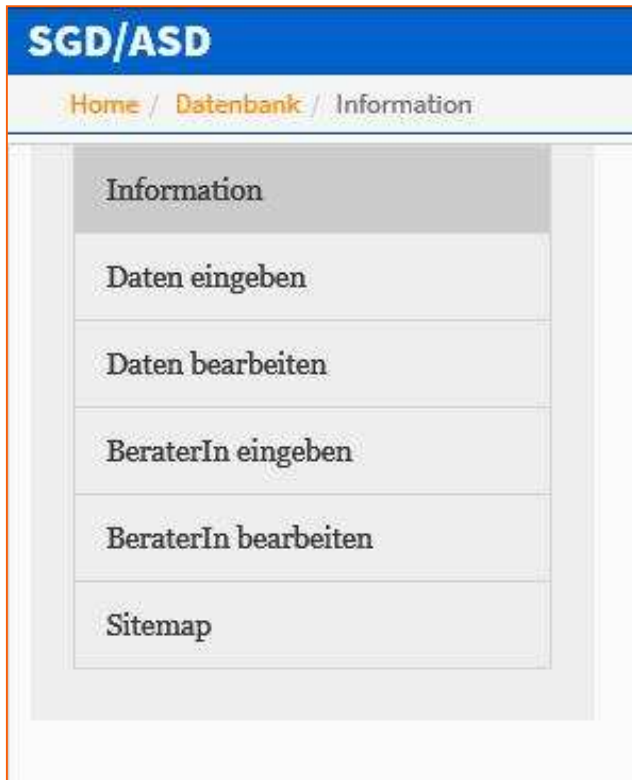 SGD/ASD
Home / Datenbank / Information
Information
Daten eingeben
Daten bearbeiten
BeraterIn eingeben
BeraterIn bearbeiten
Sitemap